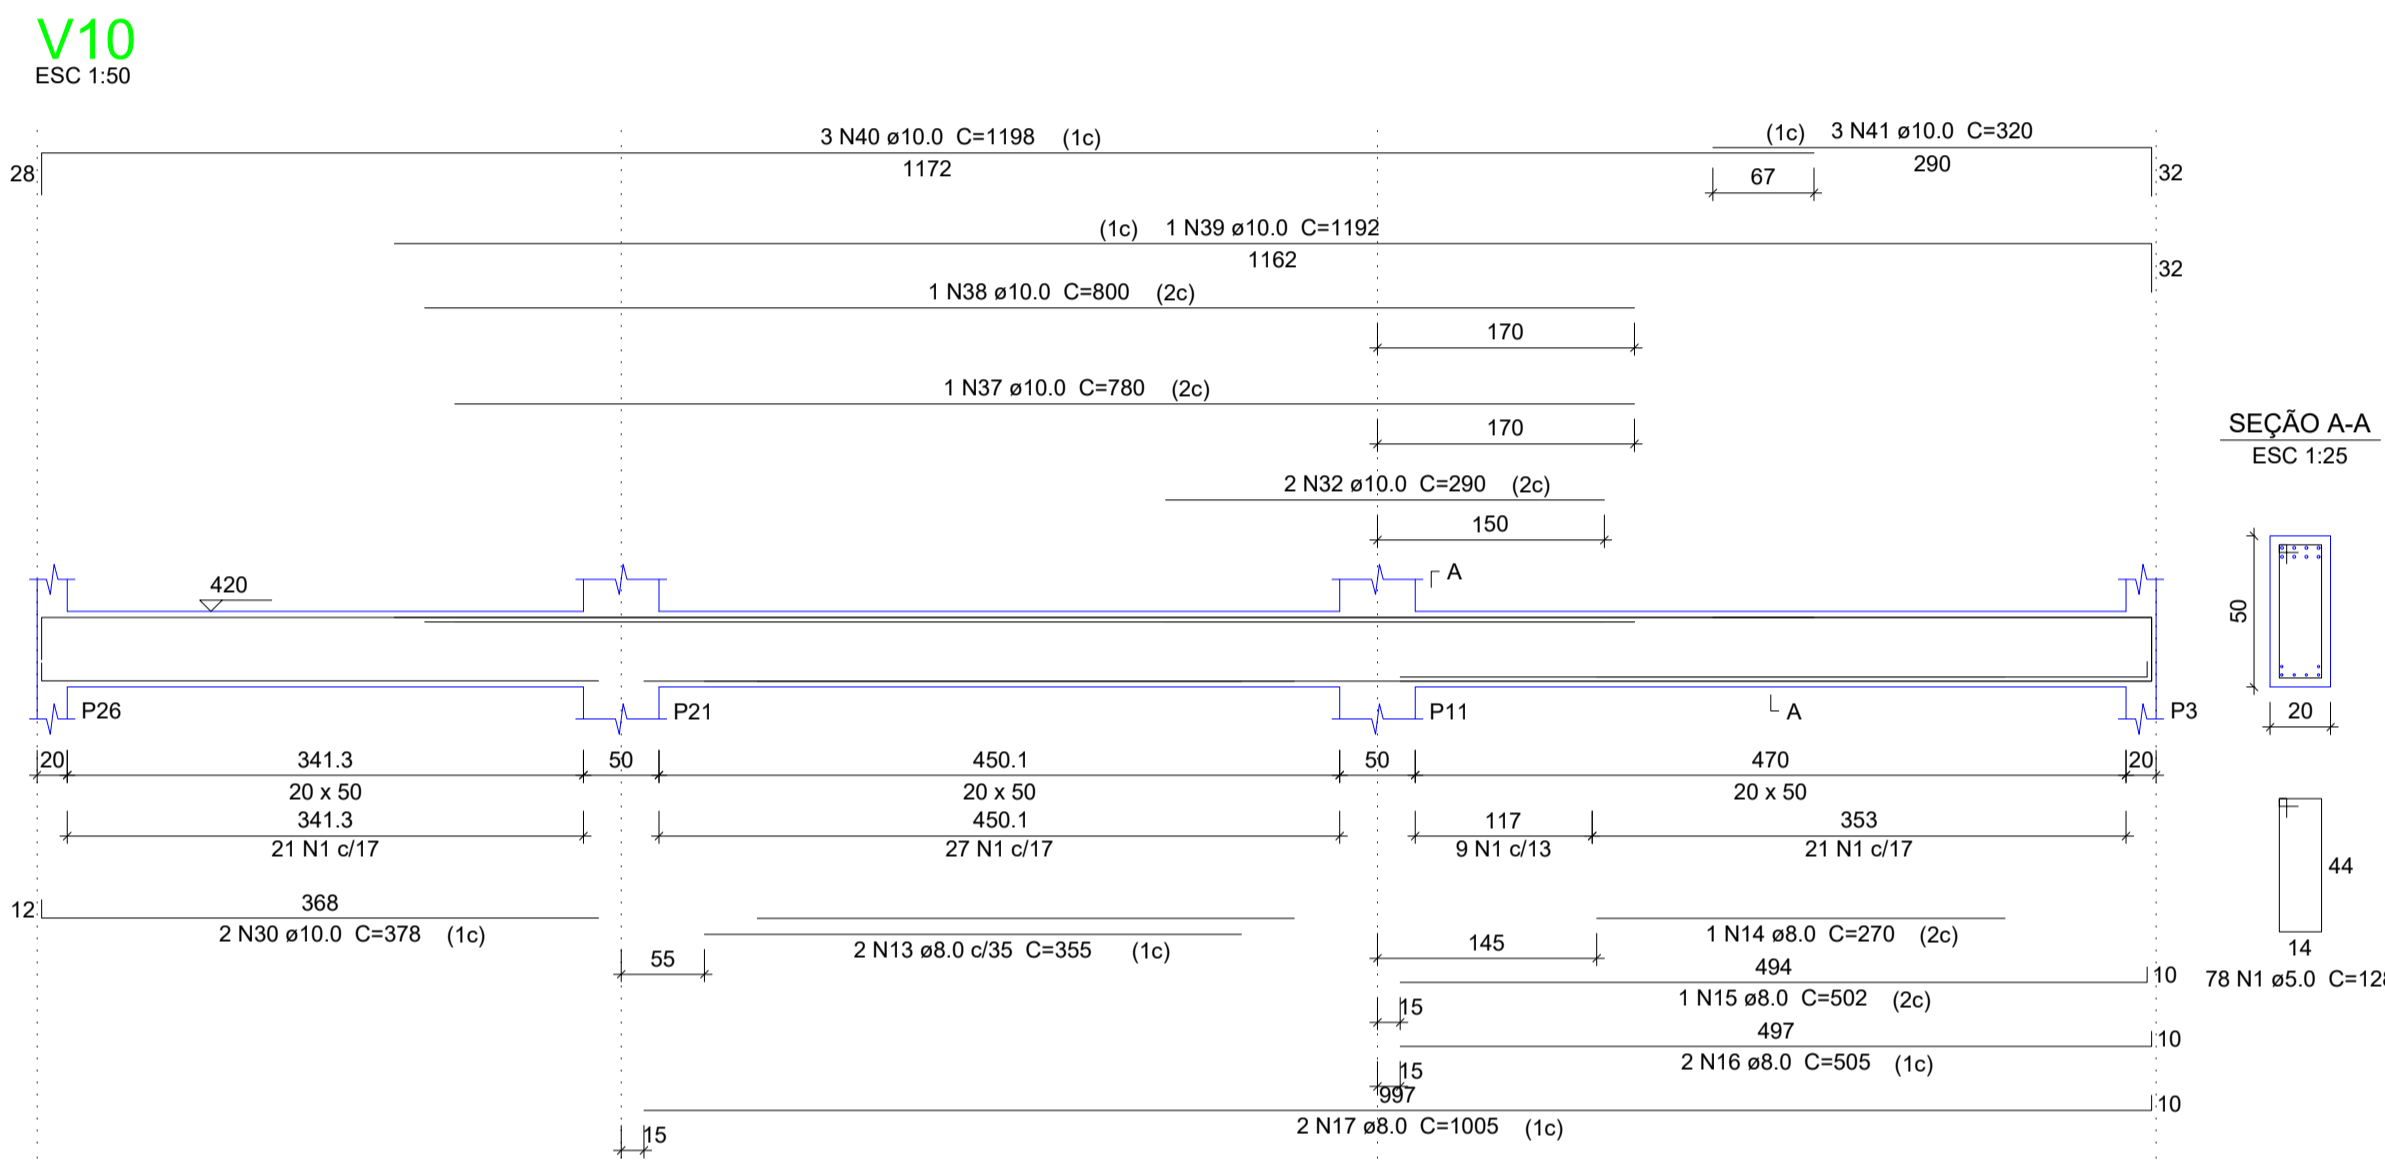 V10
ESC 1:50
3 N40 ø10.0 C=1198 (1c)
1172
28
(1c) 3 N41 ø10.0 C=320
290
67
32
(1c) 1 N39 ø10.0 C=1192
1162
32
1 N38 ø10.0 C=800 (2c)
170
1 N37 ø10.0 C=780 (2c)
170
2 N32 ø10.0 C=290 (2c)
150
SEÇÃO A-A
ESC 1:25
50
20
420
A
P26
P21
P11
A
P3
20 341.3 50 450.1 50 470 20
20 x 50 20 x 50 20 x 50
341.3 450.1 117 353
21 N1 c/17 27 N1 c/17 9 N1 c/13 21 N1 c/17
44
14
78 N1 ø5.0 C=128
12
368
2 N30 ø10.0 C=378 (1c)
2 N13 ø8.0 c/35 C=355 (1c)
55
1 N14 ø8.0 C=270 (2c)
145
494
10
1 N15 ø8.0 C=502 (2c)
15
497
10
2 N16 ø8.0 C=505 (1c)
15
997
10
2 N17 ø8.0 C=1005 (1c)
15